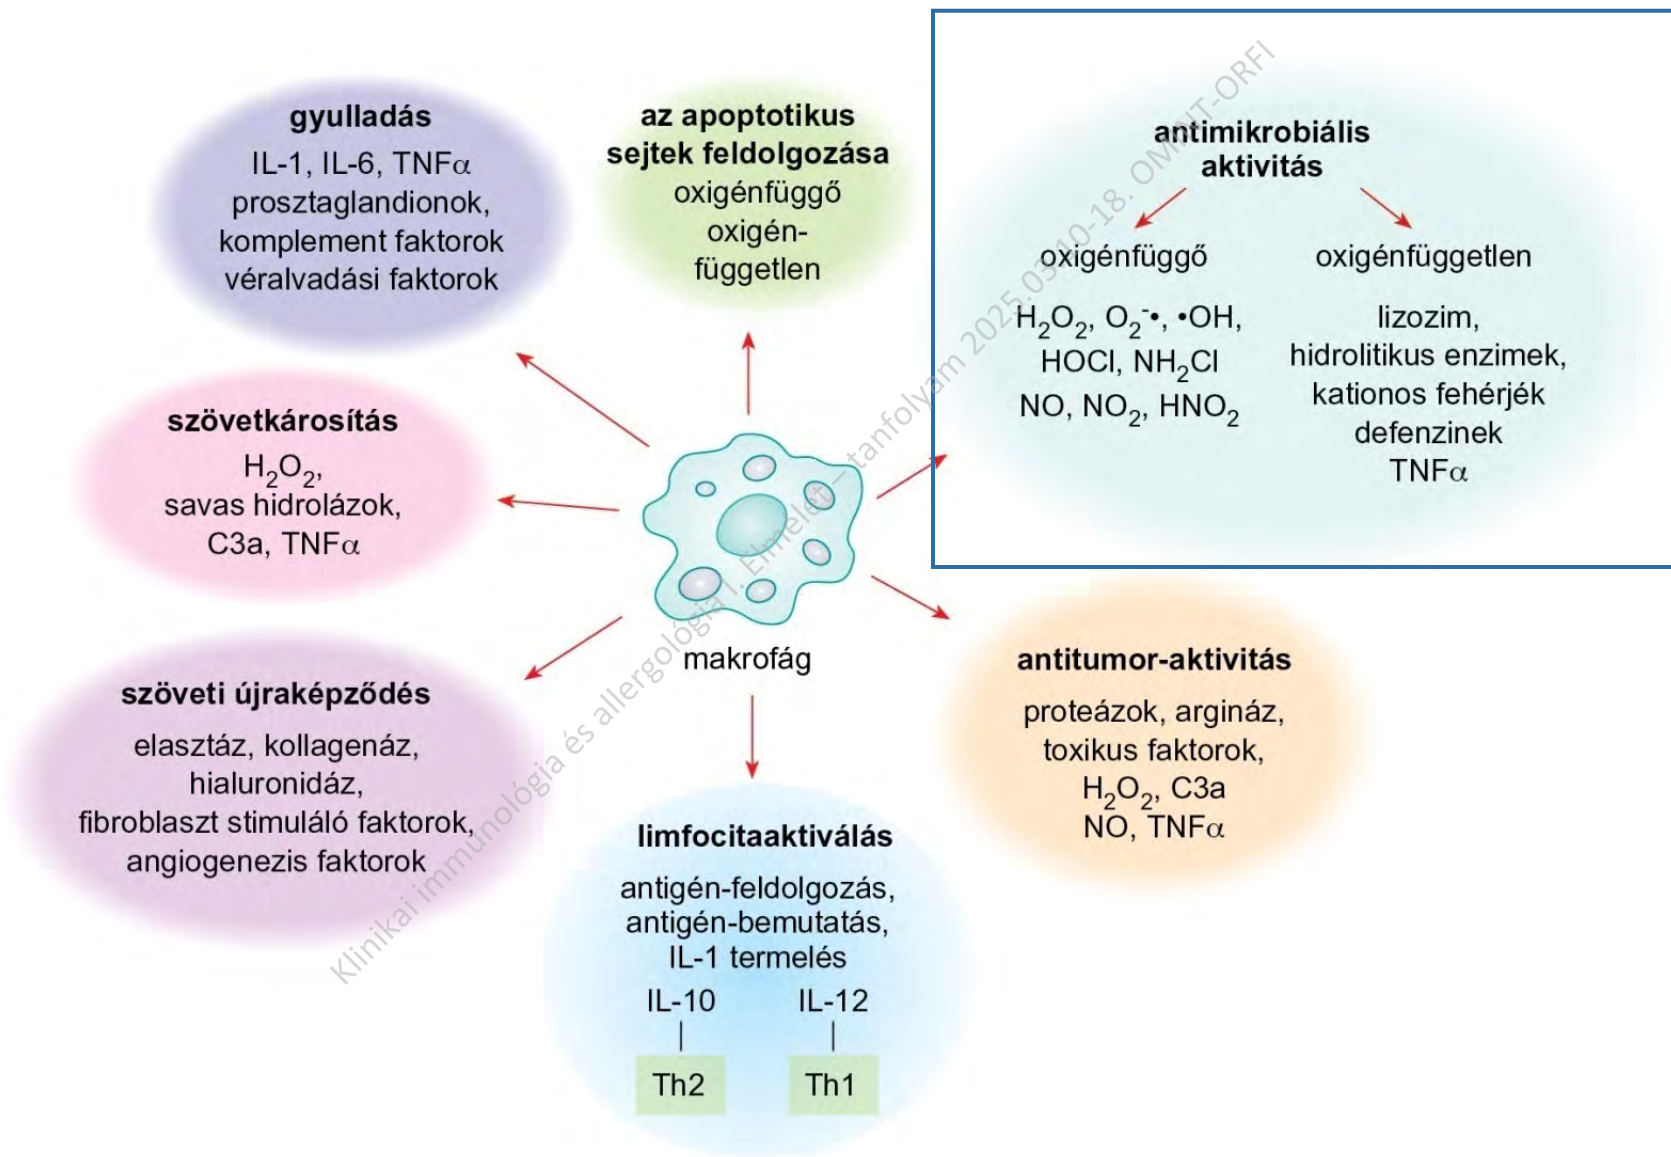 gyulladás
IL-1, IL-6, TNFα
prosztaglandionok,
komplement faktorok
véralvadási faktorok
az apoptotikus
sejtek feldolgozása
oxigénfüggő
oxigén-
független
antimikrobiális
aktivitás
oxigénfüggő
H₂O₂, O₂⁻•, •OH,
HOCl, NH₂Cl
NO, NO₂, HNO₂
oxigénfüggetlen
lizozim,
hidrolitikus enzimek,
kationos fehérjék
defenzinek
TNFα
szövetkárosítás
H₂O₂,
savas hidrolázok,
C3a, TNFα
makrofág
szöveti újraképződés
elasztáz, kollagenáz,
hialuronidáz,
fibroblaszt stimuláló faktorok,
angiogenezis faktorok
antitumor-aktivitás
proteázok, argináz,
toxikus faktorok,
H₂O₂, C3a
NO, TNFα
limfocitaaktiválás
antigén-feldolgozás,
antigén-bemutatás,
IL-1 termelés
IL-10 IL-12
Th2 Th1
Klinikai immunológia és allergológia I. Elmélet – tanfolyam 2025.03.10-18. OMINT-ORFI